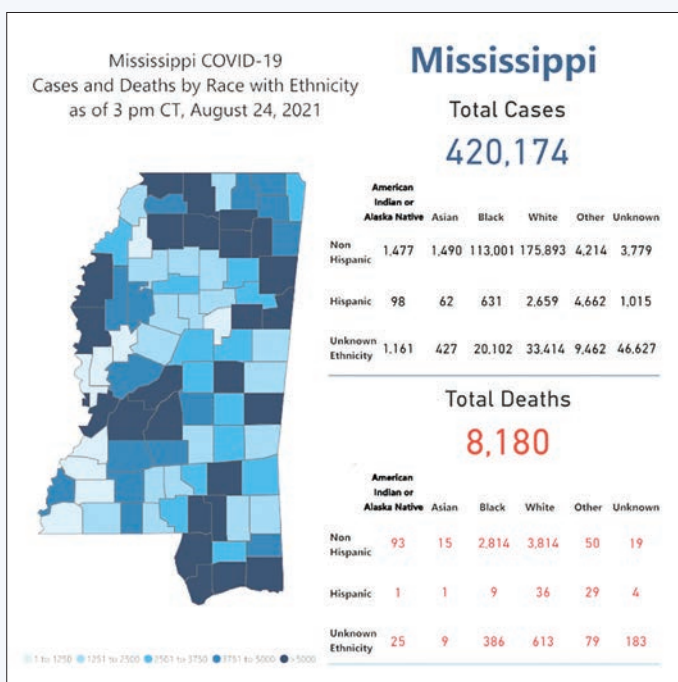 Mississippi COVID-19
Cases and Deaths by Race with Ethnicity
as of 3 pm CT, August 24, 2021
Mississippi
Total Cases
420,174
American
Indian or
Alaska Native Asian Black White Other Unknown
Non
Hispanic 1,477 1,490 113,001 175,893 4,214 3,779
Hispanic 98 62 631 2,659 4,662 1,015
Unknown
Ethnicity 1,161 427 20,102 33,414 9,462 46,627
Total Deaths
8,180
American
Indian or
Alaska Native Asian Black White Other Unknown
Non
Hispanic 93 15 2,814 3,814 50 19
Hispanic 1 1 9 36 29 4
Unknown
Ethnicity 25 9 386 613 79 183
1 to 1250 1251 to 2500 2501 to 3750 3751 to 5000 >5000